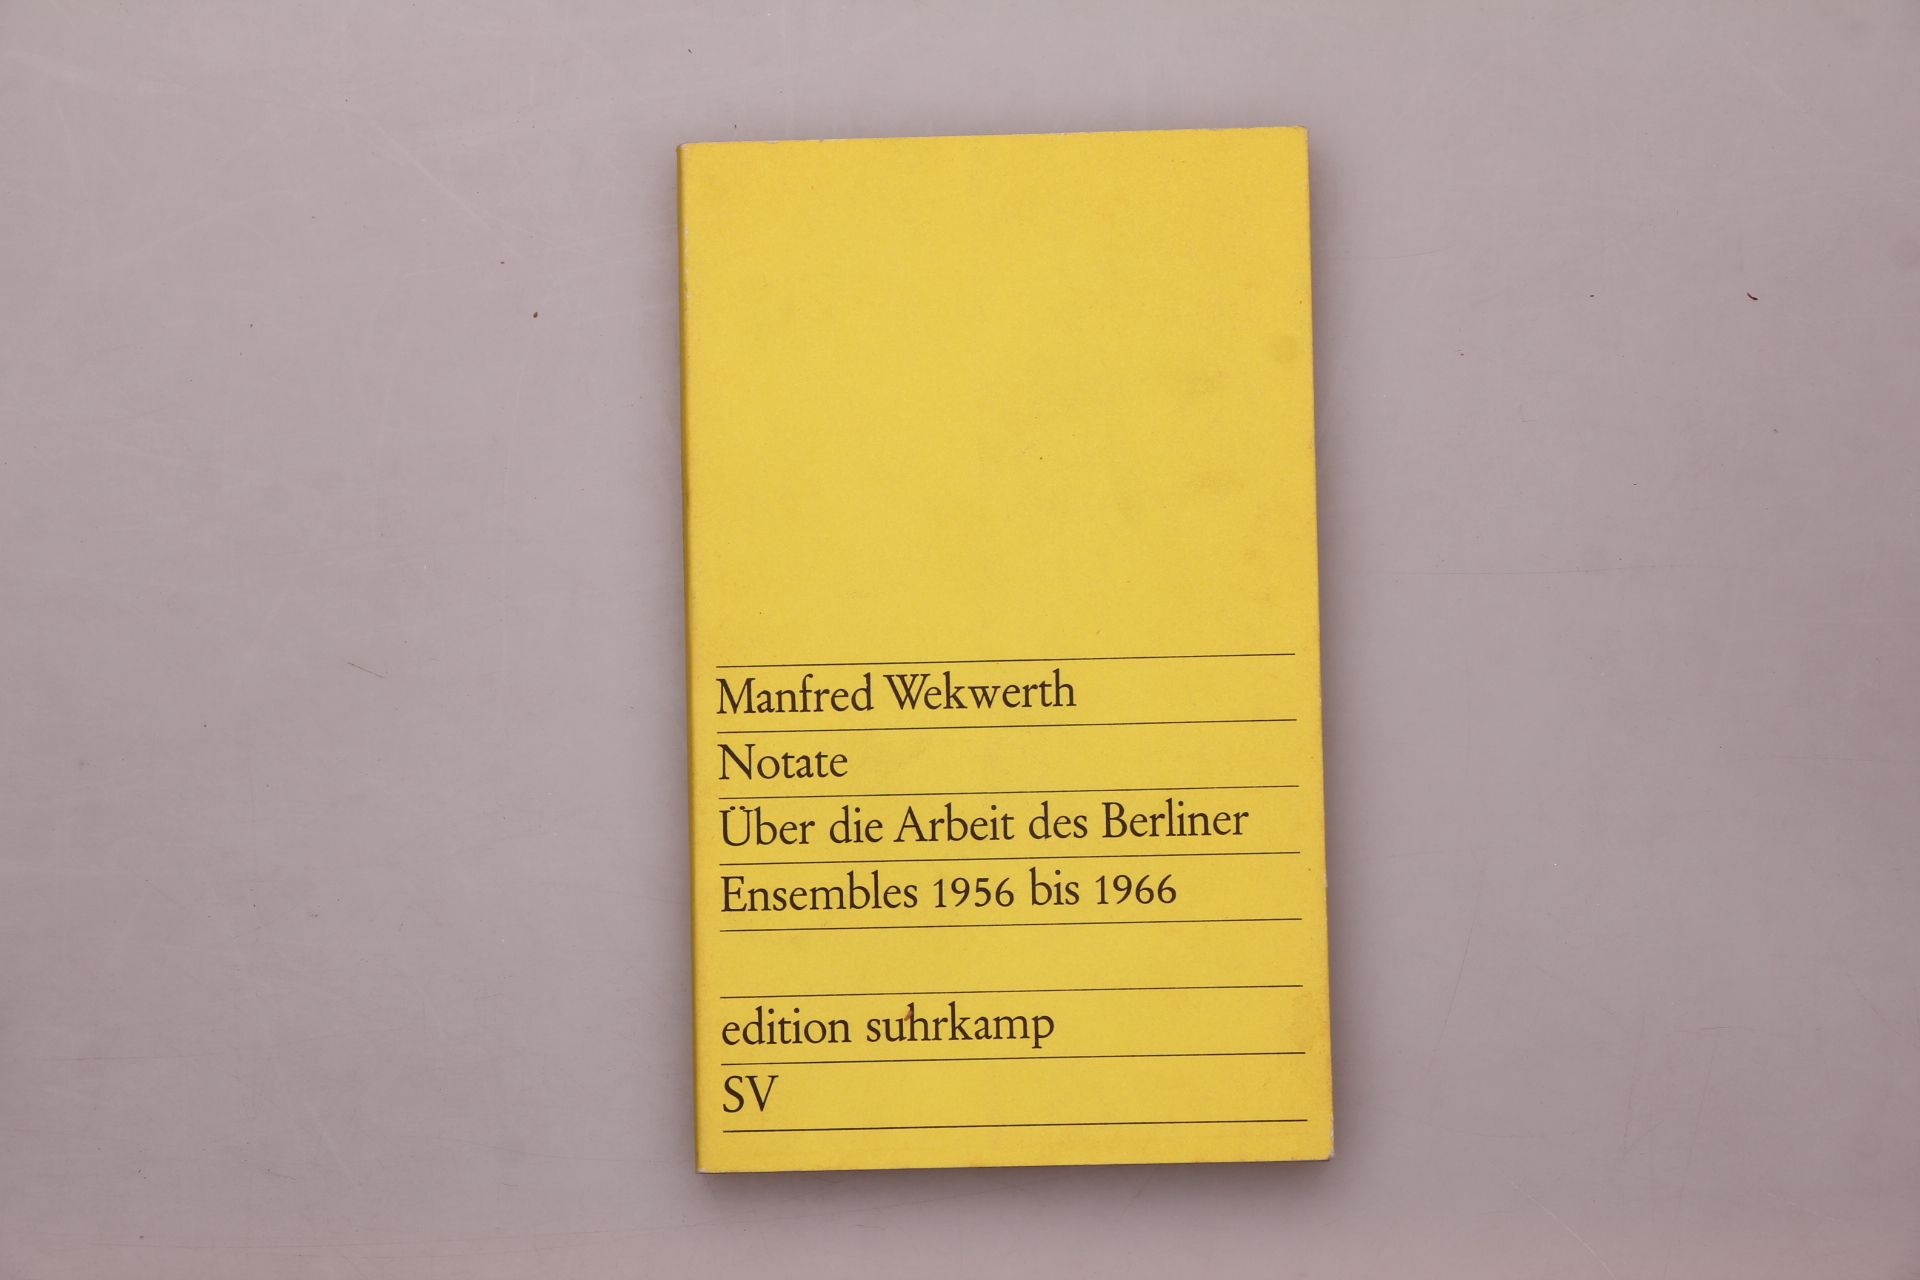 Manfred Wekwerth
Notate
Über die Arbeit des Berliner
Ensembles 1956 bis 1966
edition suhrkamp
SV